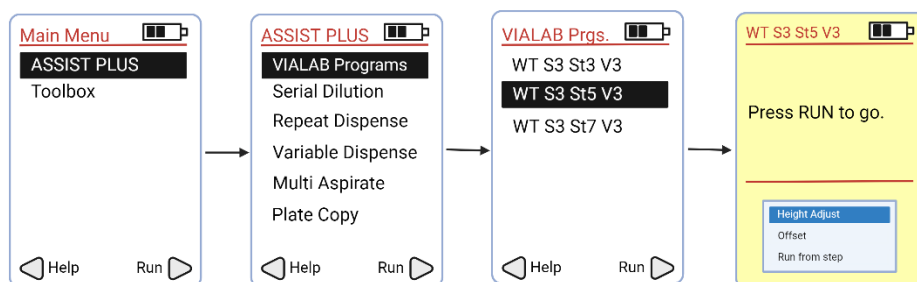 Main Menu
ASSIST PLUS
Toolbox
Help
Run
ASSIST PLUS
VIALAB Programs
Serial Dilution
Repeat Dispense
Variable Dispense
Multi Aspirate
Plate Copy
Help
Run
VIALAB Prgs.
WT S3 St3 V3
WT S3 St5 V3
WT S3 St7 V3
Help
Run
WT S3 St5 V3
Press RUN to go.
Height Adjust
Offset
Run from step